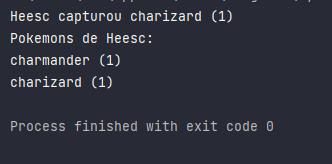 Heesc capturou charizard (1)
Pokemons de Heesc:
charmander (1)
charizard (1)
Process finished with exit code 0